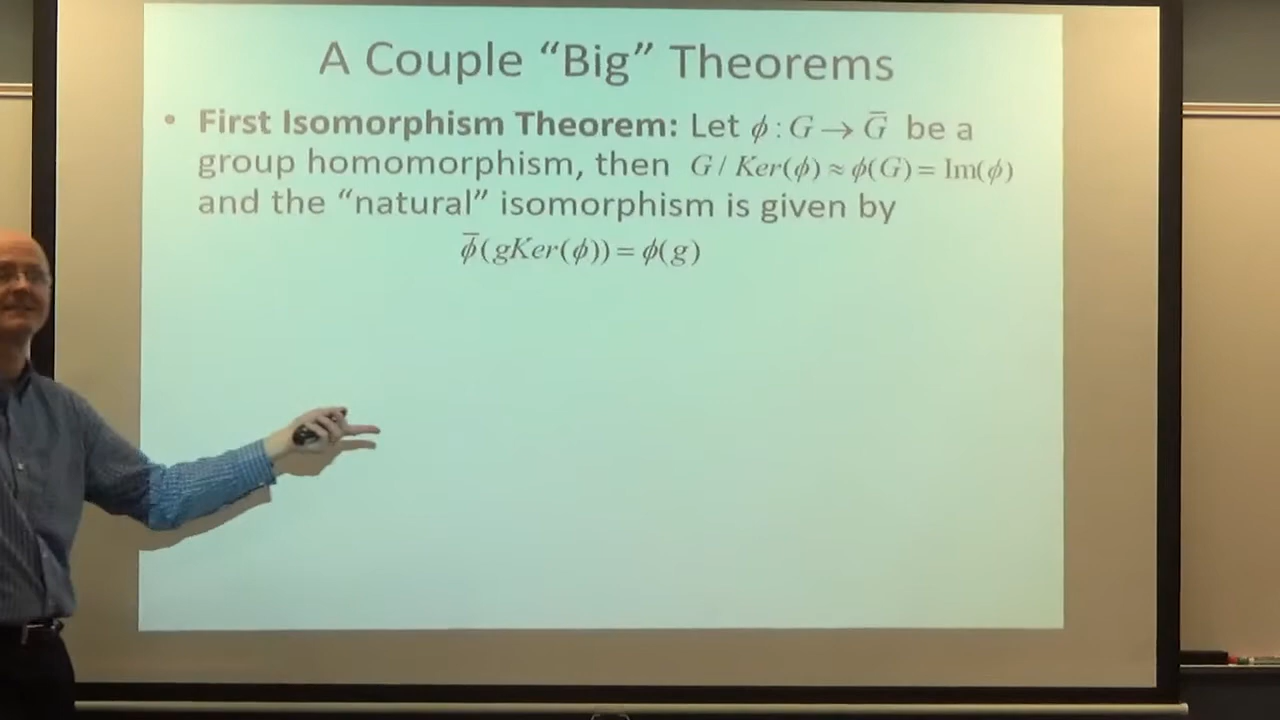 A Couple “Big” Theorems
• First Isomorphism Theorem: Let ϕ : G → G̅ be a
group homomorphism, then G / Ker(ϕ) ≈ ϕ(G) = Im(ϕ)
and the “natural” isomorphism is given by
ϕ̅(gKer(ϕ)) = ϕ(g)